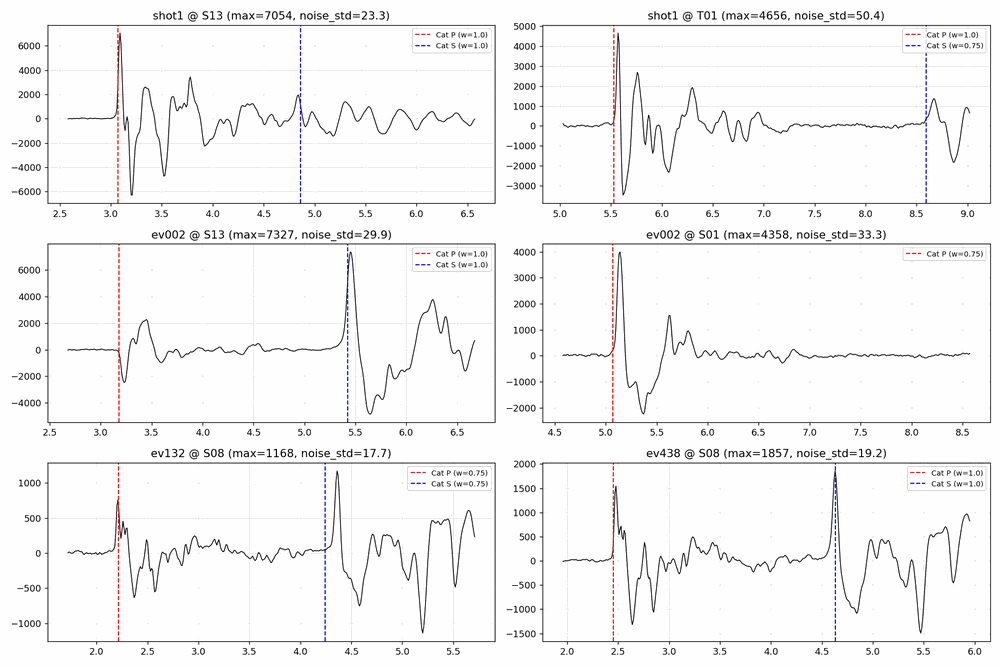 shot1 @ S13 (max=7054, noise_std=23.3)
6000
4000
2000
0
−2000
−4000
−6000
Cat P (w=1.0)
Cat S (w=1.0)
2.5 3.0 3.5 4.0 4.5 5.0 5.5 6.0 6.5
shot1 @ T01 (max=4656, noise_std=50.4)
5000
4000
3000
2000
1000
0
−1000
−2000
−3000
Cat P (w=1.0)
Cat S (w=0.75)
5.0 5.5 6.0 6.5 7.0 7.5 8.0 8.5 9.0
ev002 @ S13 (max=7327, noise_std=29.9)
6000
4000
2000
0
−2000
−4000
Cat P (w=1.0)
Cat S (w=1.0)
2.5 3.0 3.5 4.0 4.5 5.0 5.5 6.0 6.5
ev002 @ S01 (max=4358, noise_std=33.3)
4000
3000
2000
1000
0
−1000
−2000
Cat P (w=0.75)
4.5 5.0 5.5 6.0 6.5 7.0 7.5 8.0 8.5
ev132 @ S08 (max=1168, noise_std=17.7)
1000
500
0
−500
−1000
Cat P (w=0.75)
Cat S (w=0.75)
2.0 2.5 3.0 3.5 4.0 4.5 5.0 5.5
ev438 @ S08 (max=1857, noise_std=19.2)
2000
1500
1000
500
0
−500
−1000
−1500
Cat P (w=1.0)
Cat S (w=1.0)
2.0 2.5 3.0 3.5 4.0 4.5 5.0 5.5 6.0